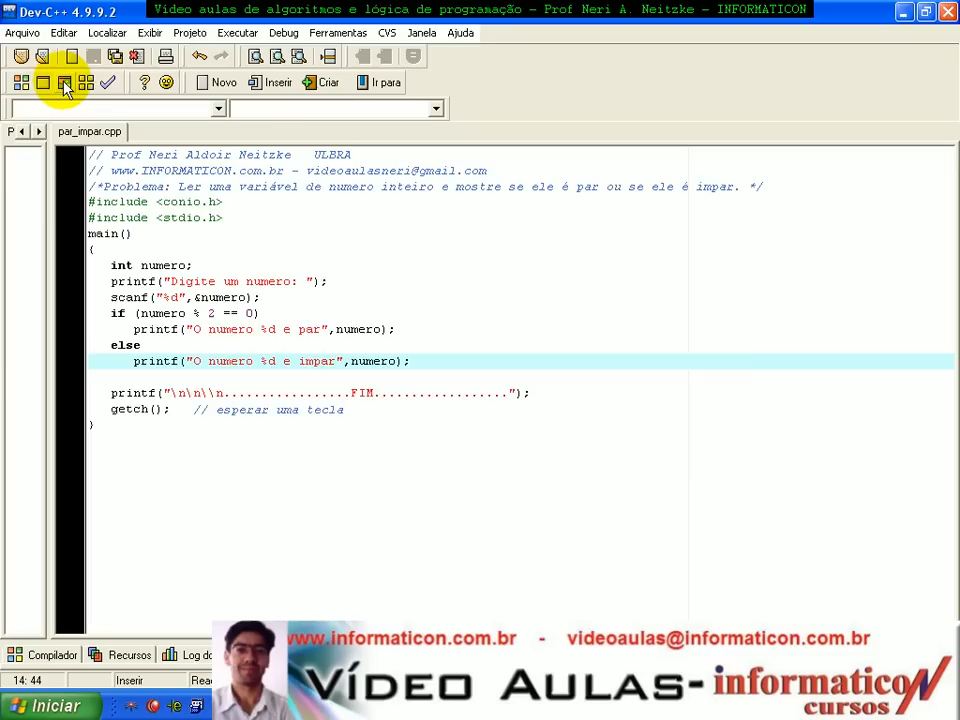 Dev-C++ 4.9.9.2
Vídeo aulas de algoritmos e lógica de programação - Prof Neri A. Neitzke - INFORMATICON
Arquivo Editar Localizar Exibir Projeto Executar Debug Ferramentas CVS Janela Ajuda
Novo Inserir Criar Ir para
P par_impar.cpp
// Prof Neri Aldoir Neitzke ULBRA
// www.INFORMATICON.com.br - videoaulasneri@gmail.com
/*Problema: Ler uma variável de numero inteiro e mostre se ele é par ou se ele é impar. */
#include <conio.h>
#include <stdio.h>
main()
{
int numero;
printf("Digite um numero: ");
scanf("%d",&numero);
if (numero % 2 == 0)
printf("O numero %d e par",numero);
else
printf("O numero %d e impar",numero);
printf("\n\n\\n.................FIM..................");
getch(); // esperar uma tecla
}
www.informaticon.com.br - videoaulas@informaticon.com.br
Compilador Recursos Log do
14: 44 Inserir Rea
Vídeo Aulas- informaticon
cursos
Iniciar